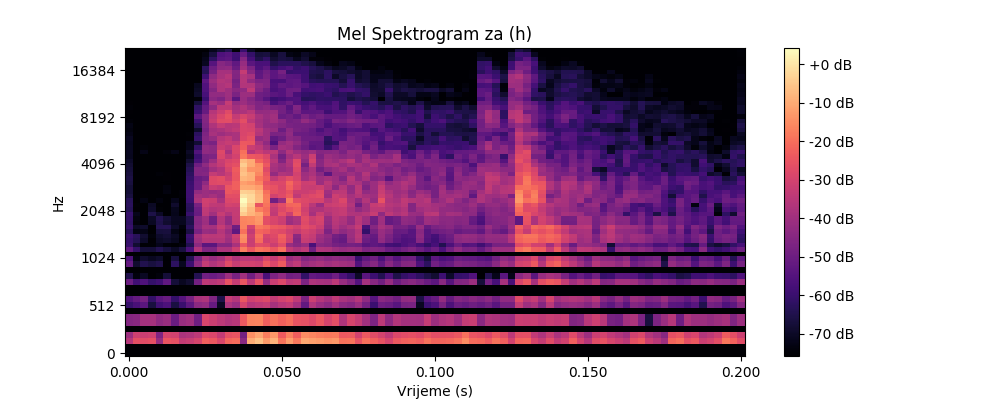 Mel Spektrogram za (h)
Hz
16384
8192
4096
2048
1024
512
0
0.000 0.050 0.100 0.150 0.200
Vrijeme (s)
+0 dB
-10 dB
-20 dB
-30 dB
-40 dB
-50 dB
-60 dB
-70 dB